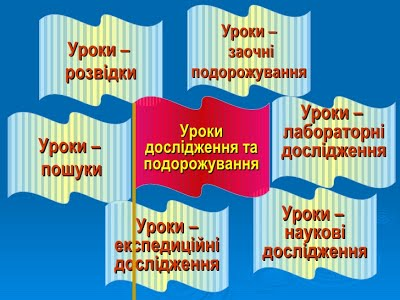 Уроки –
розвідки
Уроки –
заочні
подорожування
Уроки –
пошуки
Уроки
дослідження та
подорожування
Уроки –
лабораторні
дослідження
Уроки –
експедиційні
дослідження
Уроки –
наукові
дослідження